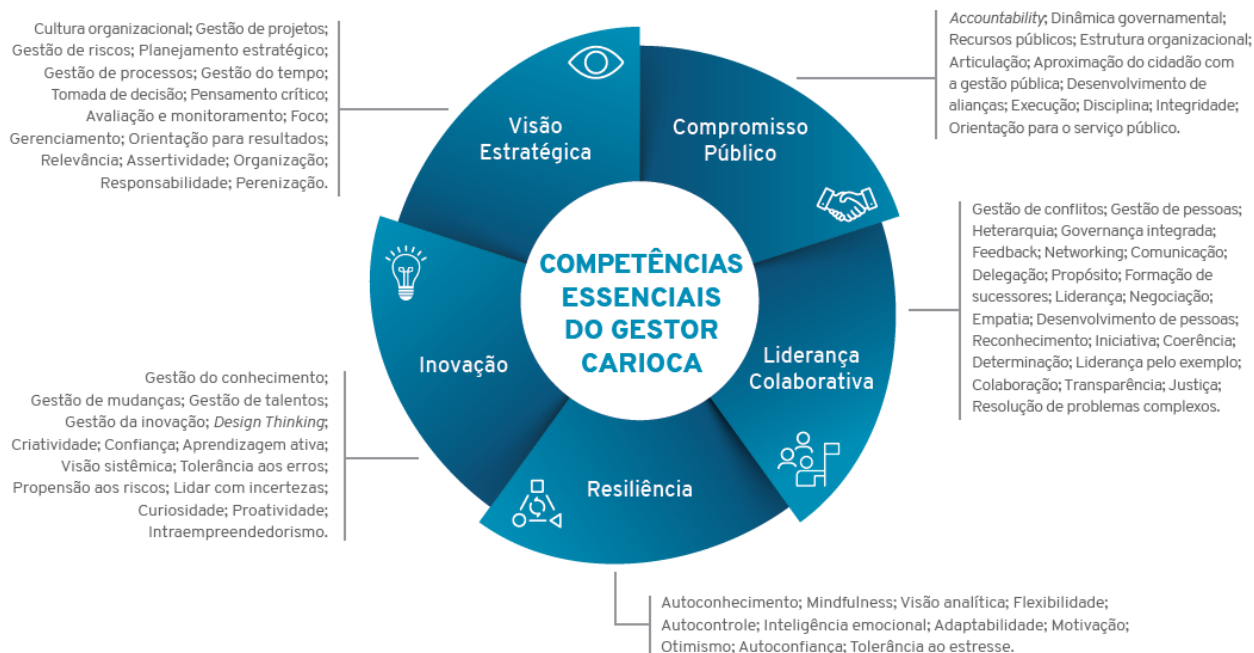 Cultura organizacional; Gestão de projetos;
Gestão de riscos; Planejamento estratégico;
Gestão de processos; Gestão do tempo;
Tomada de decisão; Pensamento crítico;
Avaliação e monitoramento; Foco;
Gerenciamento; Orientação para resultados;
Relevância; Assertividade; Organização;
Responsabilidade; Perenização.
Visão
Estratégica
Accountability; Dinâmica governamental;
Recursos públicos; Estrutura organizacional;
Articulação; Aproximação do cidadão com
a gestão pública; Desenvolvimento de
alianças; Execução; Disciplina; Integridade;
Orientação para o serviço público.
Compromisso
Público
COMPETÊNCIAS
ESSENCIAIS
DO GESTOR
CARIOCA
Gestão de conflitos; Gestão de pessoas;
Heterarquia; Governança integrada;
Feedback; Networking; Comunicação;
Delegação; Propósito; Formação de
sucessores; Liderança; Negociação;
Empatia; Desenvolvimento de pessoas;
Reconhecimento; Iniciativa; Coerência;
Determinação; Liderança pelo exemplo;
Colaboração; Transparência; Justiça;
Resolução de problemas complexos.
Liderança
Colaborativa
Inovação
Gestão do conhecimento;
Gestão de mudanças; Gestão de talentos;
Gestão da inovação; Design Thinking;
Criatividade; Confiança; Aprendizagem ativa;
Visão sistêmica; Tolerância aos erros;
Propensão aos riscos; Lidar com incertezas;
Curiosidade; Proatividade;
Intraempreendedorismo.
Resiliência
Autoconhecimento; Mindfulness; Visão analítica; Flexibilidade;
Autocontrole; Inteligência emocional; Adaptabilidade; Motivação;
Otimismo; Autoconfiança; Tolerância ao estresse.